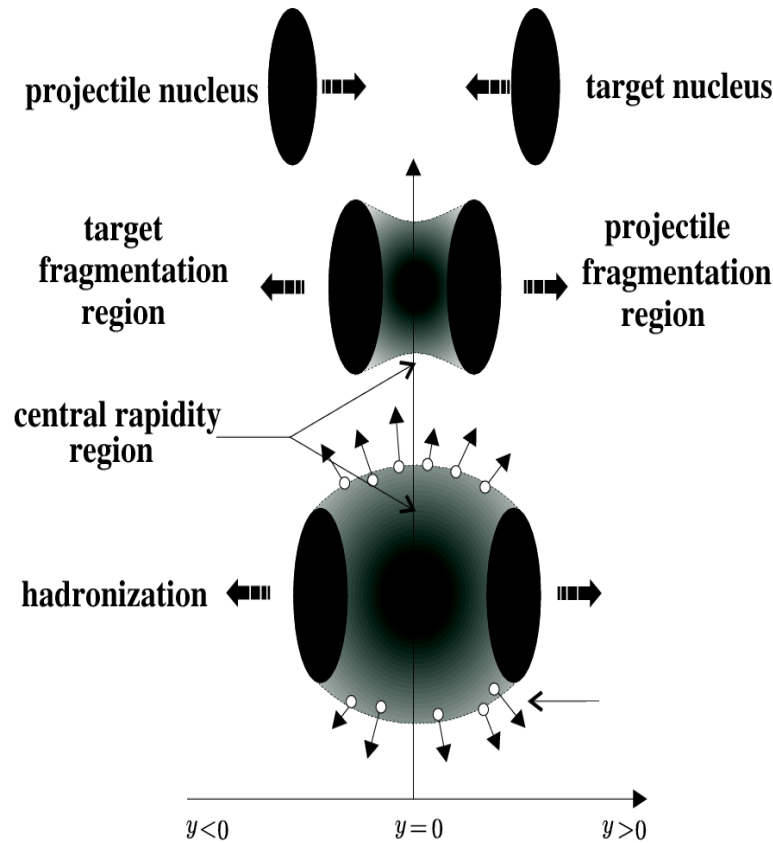 projectile nucleus
target nucleus
target
fragmentation
region
projectile
fragmentation
region
central rapidity
region
hadronization
y<0
y=0
y>0